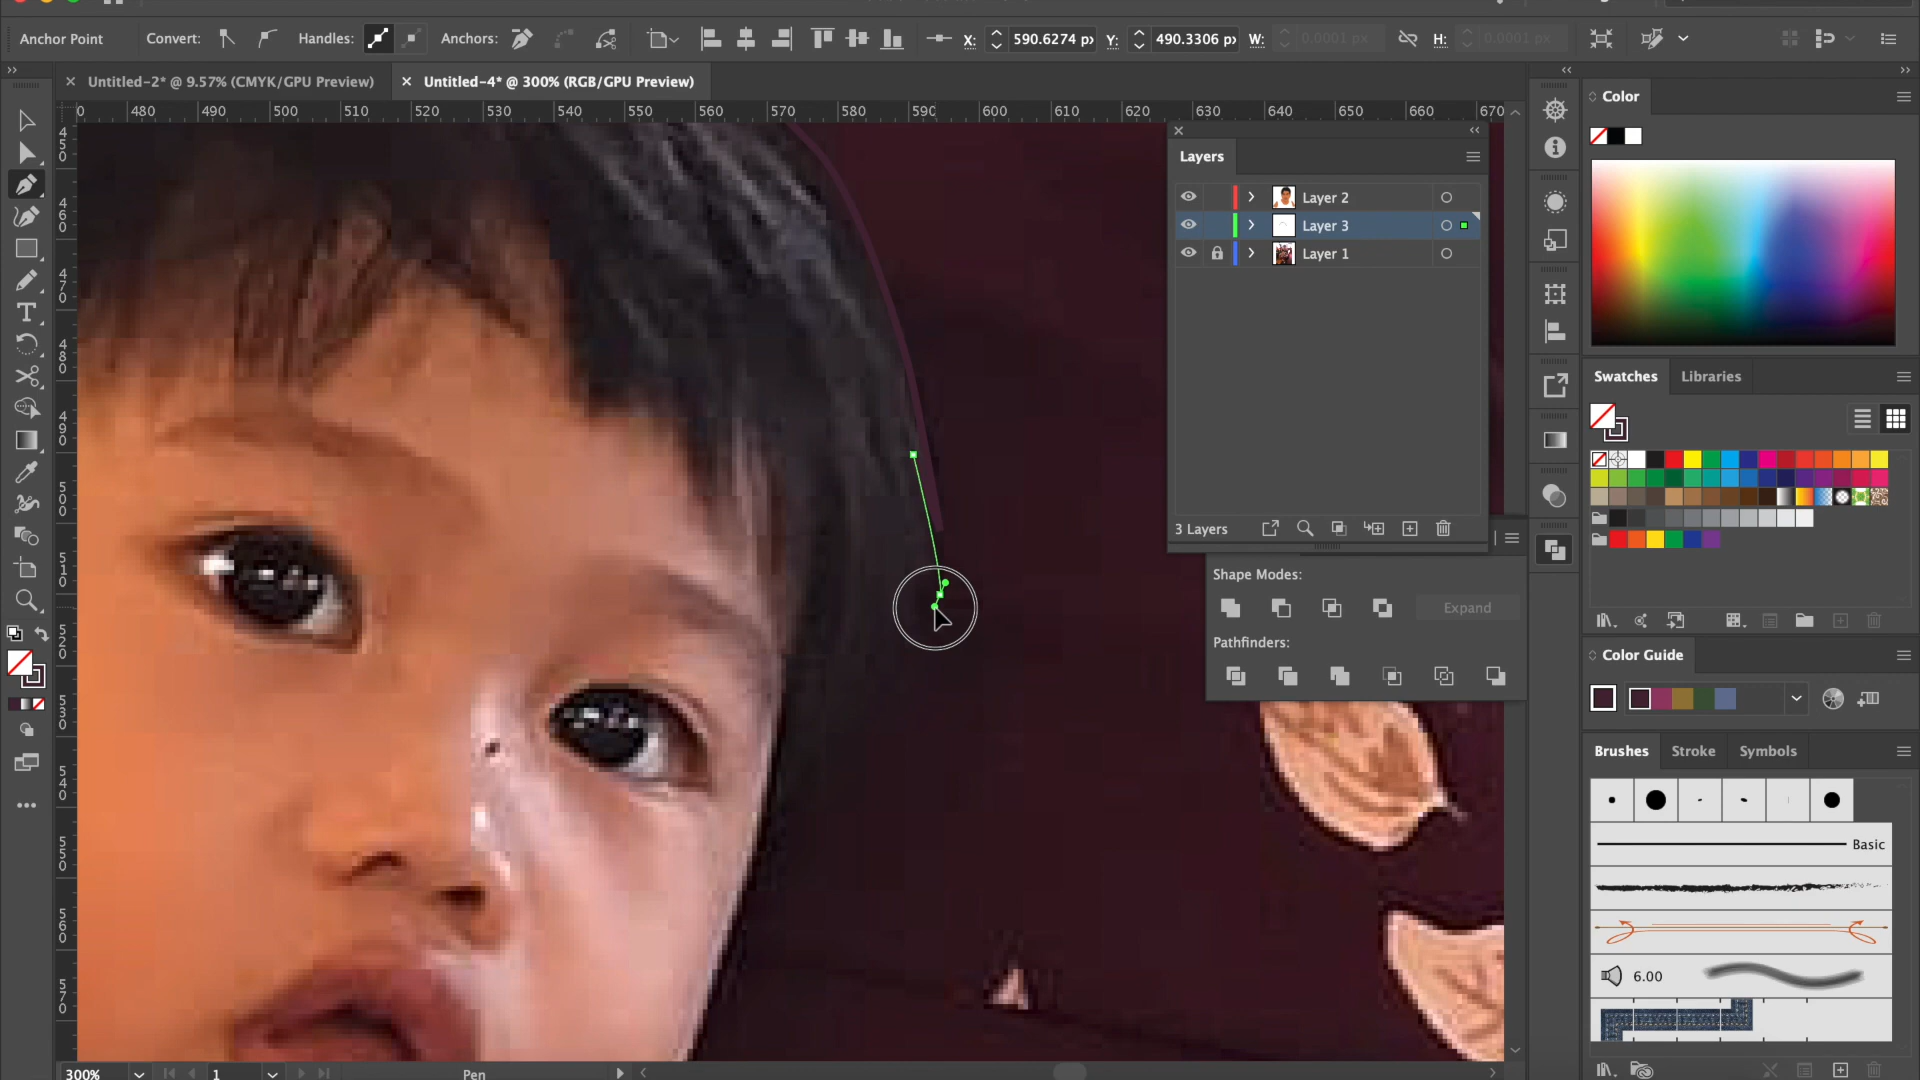 Anchor Point
Convert:
Handles:
Anchors:
X:
590.6274 px
Y:
490.3306 px
W:
0.0001 px
H:
0.0001 px
Untitled-2* @ 9.57% (CMYK/GPU Preview)
Untitled-4* @ 300% (RGB/GPU Preview)
0 480 490 500 510 520 530 540 550 560 570 580 590 600 610 620 630 640 650 660 670
450
460
470
480
490
500
510
520
530
540
550
560
570
Layers
Layer 2
Layer 3
Layer 1
3 Layers
Shape Modes:
Expand
Pathfinders:
Color
Swatches
Libraries
Color Guide
Brushes
Stroke
Symbols
Basic
6.00
300%
1
Pen